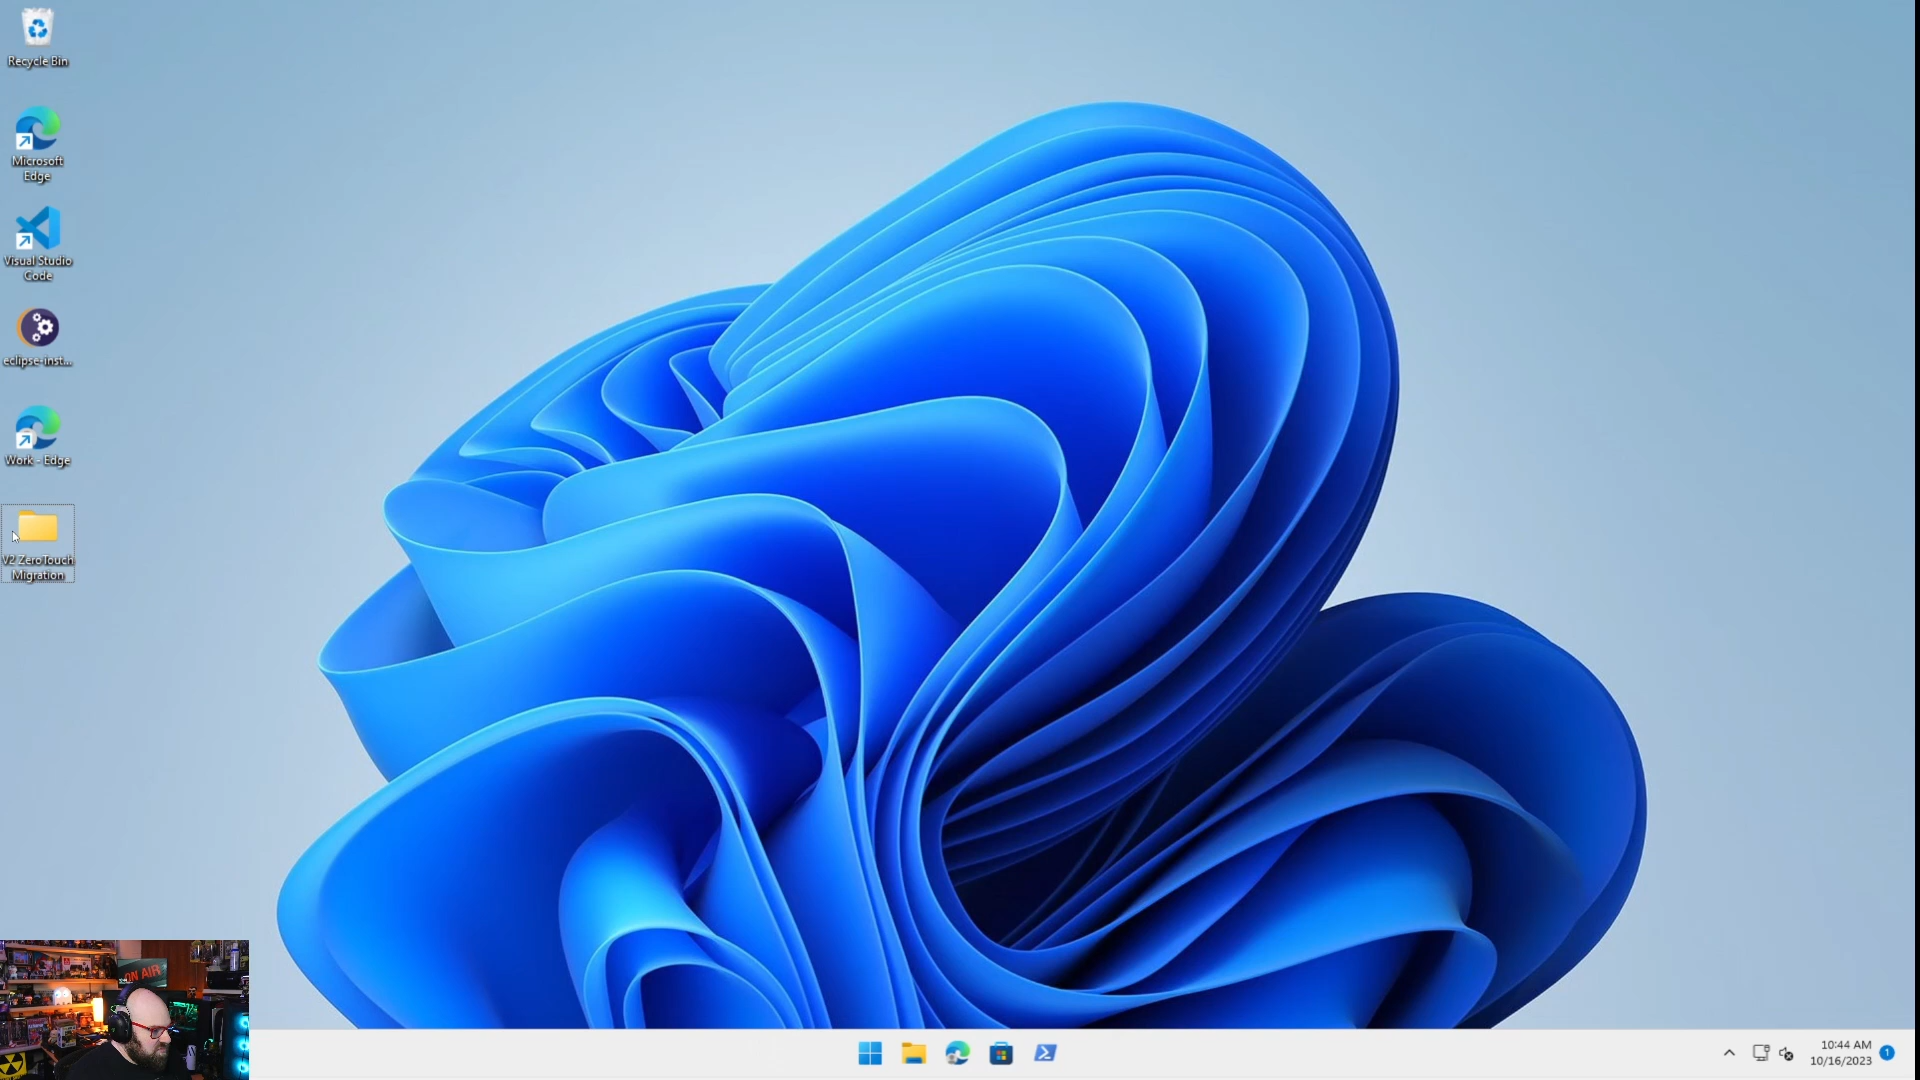 Recycle Bin
Microsoft
Edge
Visual Studio
Code
eclipse-inst...
Work - Edge
V2 ZeroTouch
Migration
ON AIR
10:44 AM
10/16/2023
1